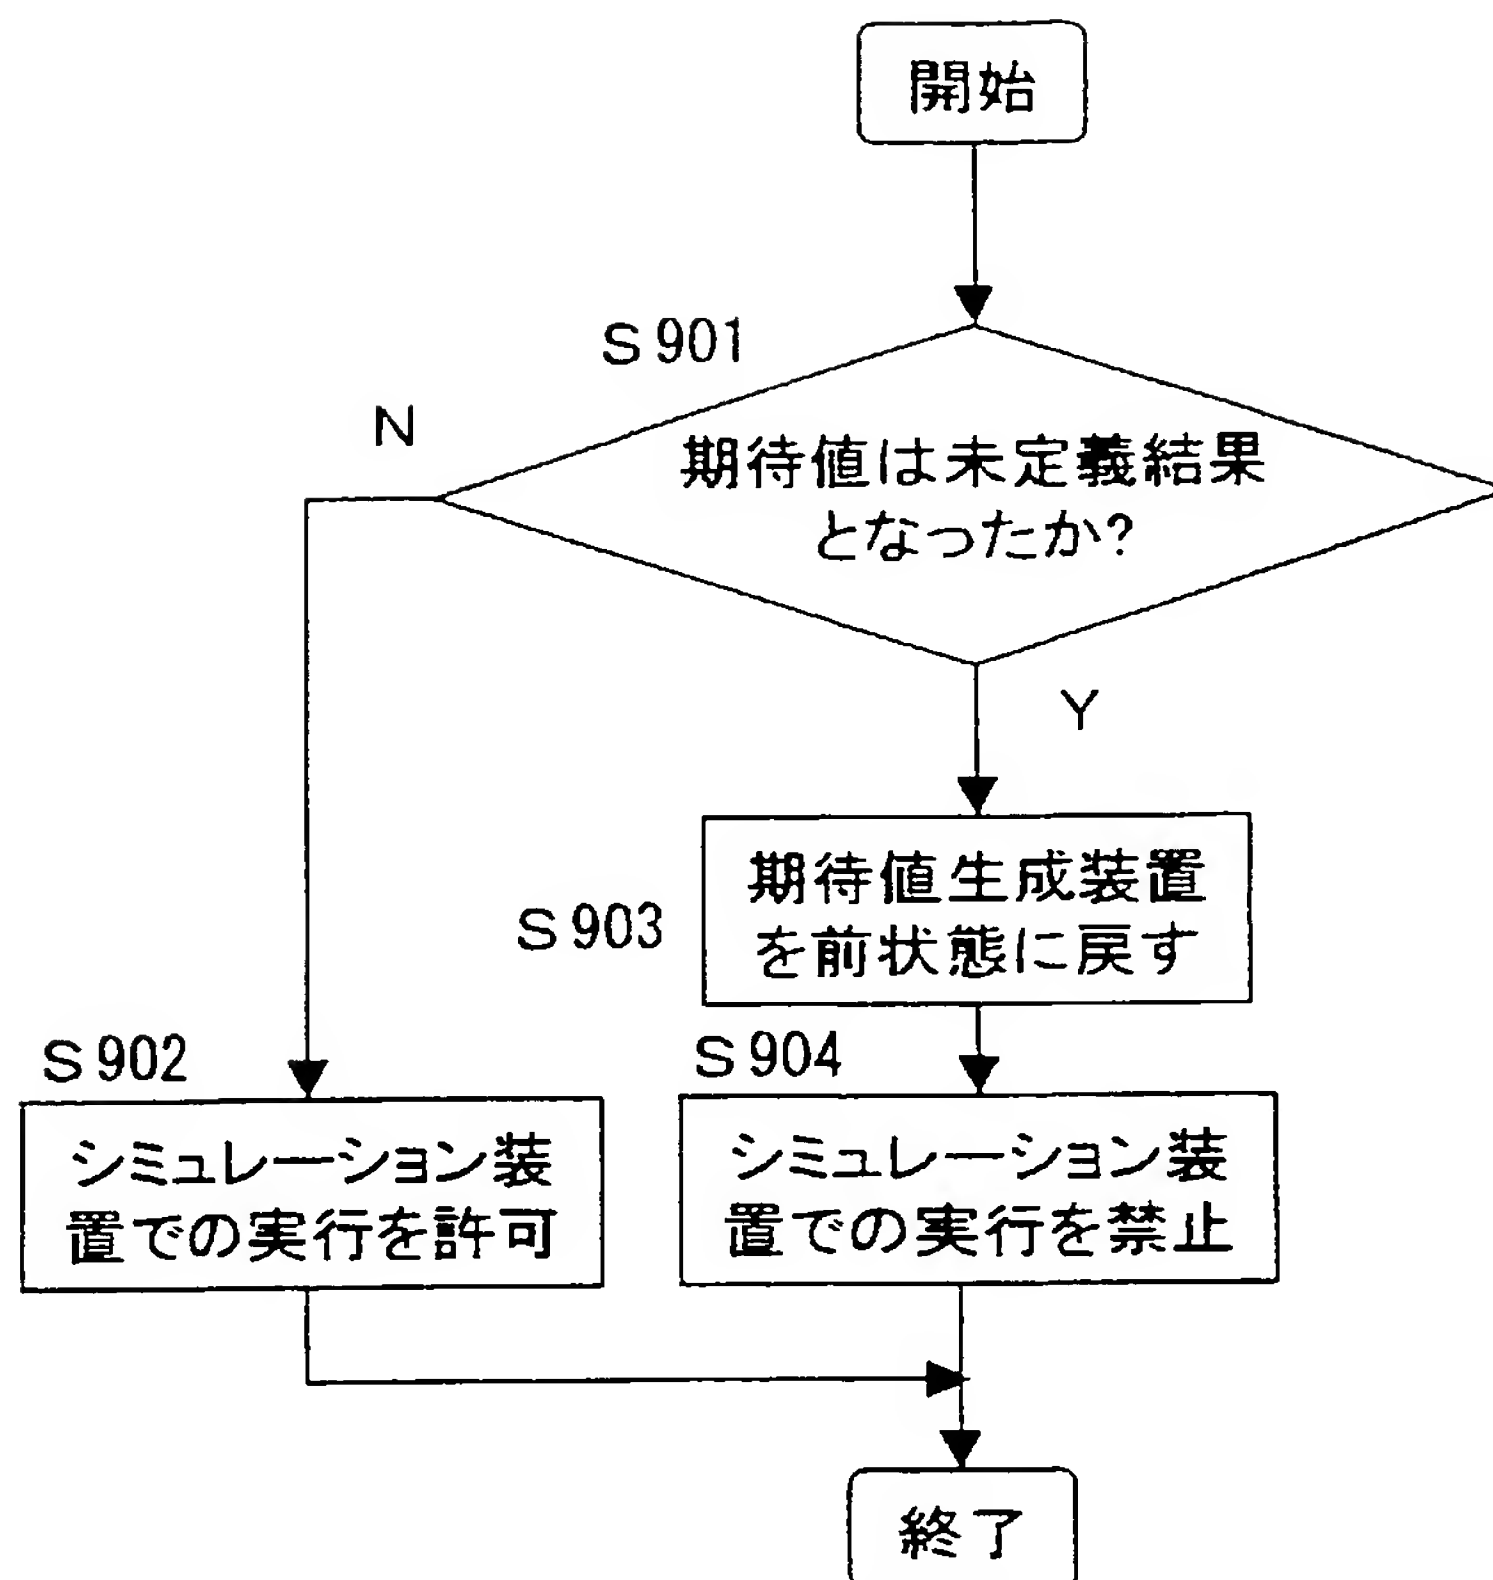 開始
S901
N
期待値は未定義結果
となったか?
Y
期待値生成装置
を前状態に戻す
S903
S902
S904
シミュレーション装
置での実行を許可
シミュレーション装
置での実行を禁止
終了